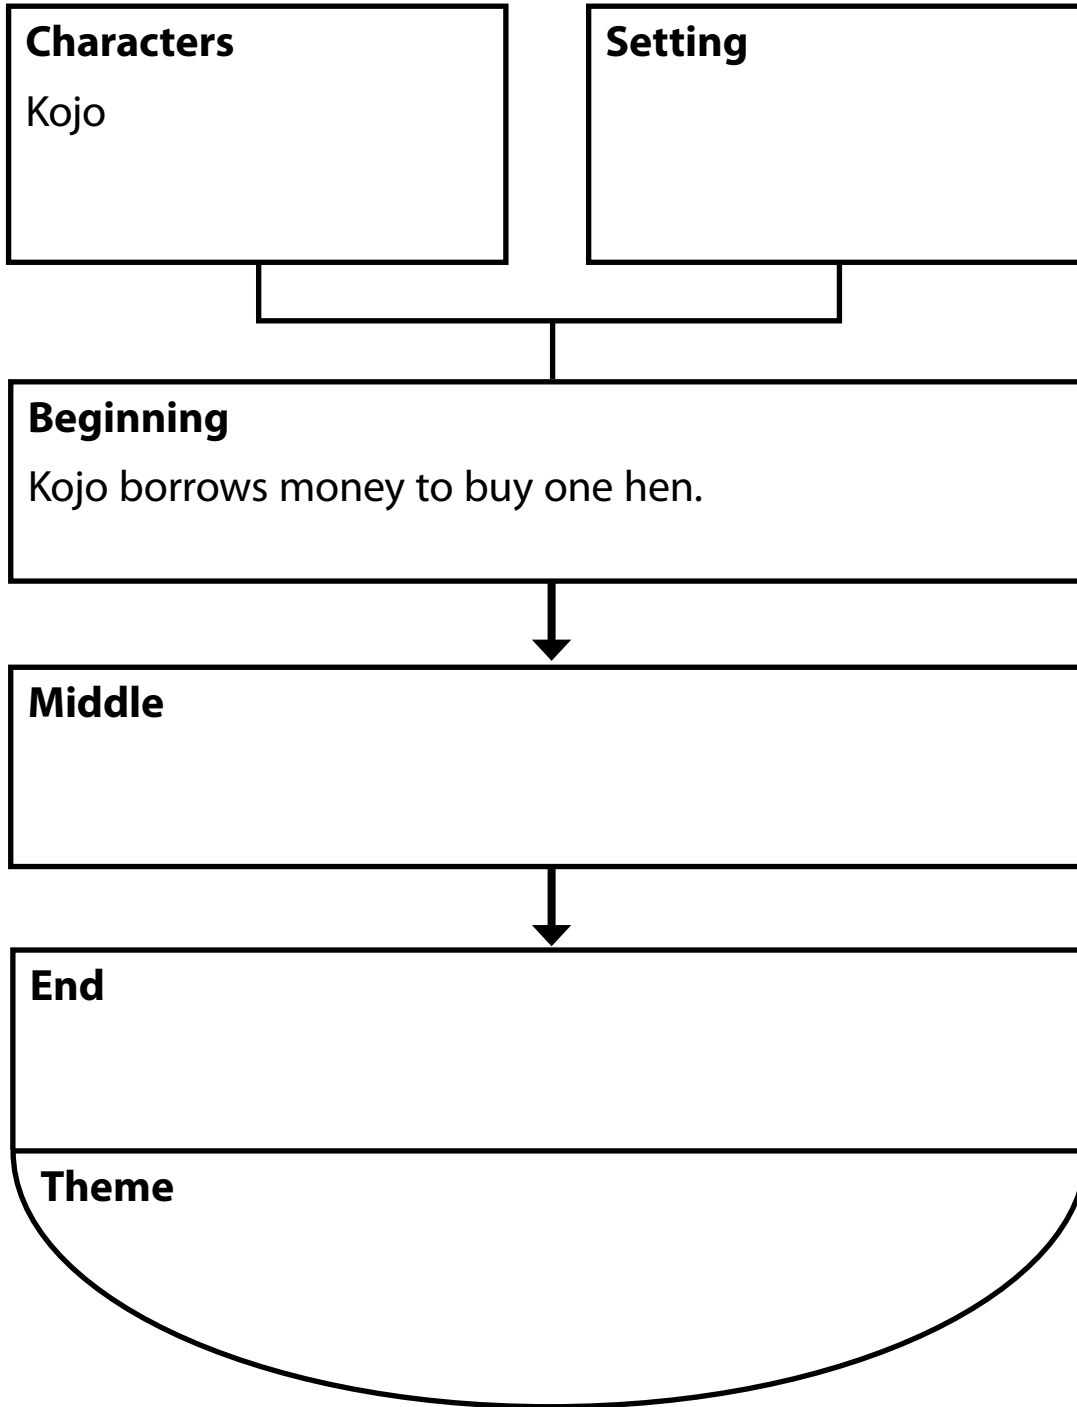 Characters
Kojo
Setting
Beginning
Kojo borrows money to buy one hen.
Middle
End
Theme